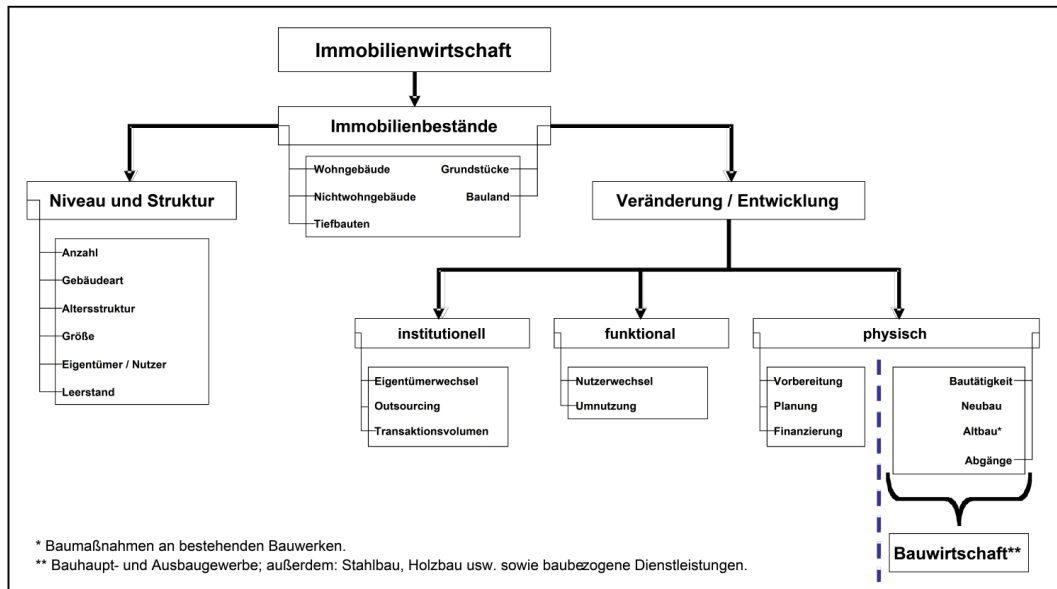 Immobilienwirtschaft
Immobilienbestände
Wohngebäude
Nichtwohngebäude
Tiefbauten
Grundstücke
Bauland
Niveau und Struktur
Anzahl
Gebäudeart
Altersstruktur
Größe
Eigentümer / Nutzer
Leerstand
Veränderung / Entwicklung
institutionell
Eigentümerwechsel
Outsourcing
Transaktionsvolumen
funktional
Nutzerwechsel
Umnutzung
physisch
Vorbereitung
Planung
Finanzierung
Bautätigkeit
Neubau
Altbau*
Abgänge
Bauwirtschaft**
* Baumaßnahmen an bestehenden Bauwerken.
** Bauhaupt- und Ausbaugewerbe; außerdem: Stahlbau, Holzbau usw. sowie baubezogene Dienstleistungen.